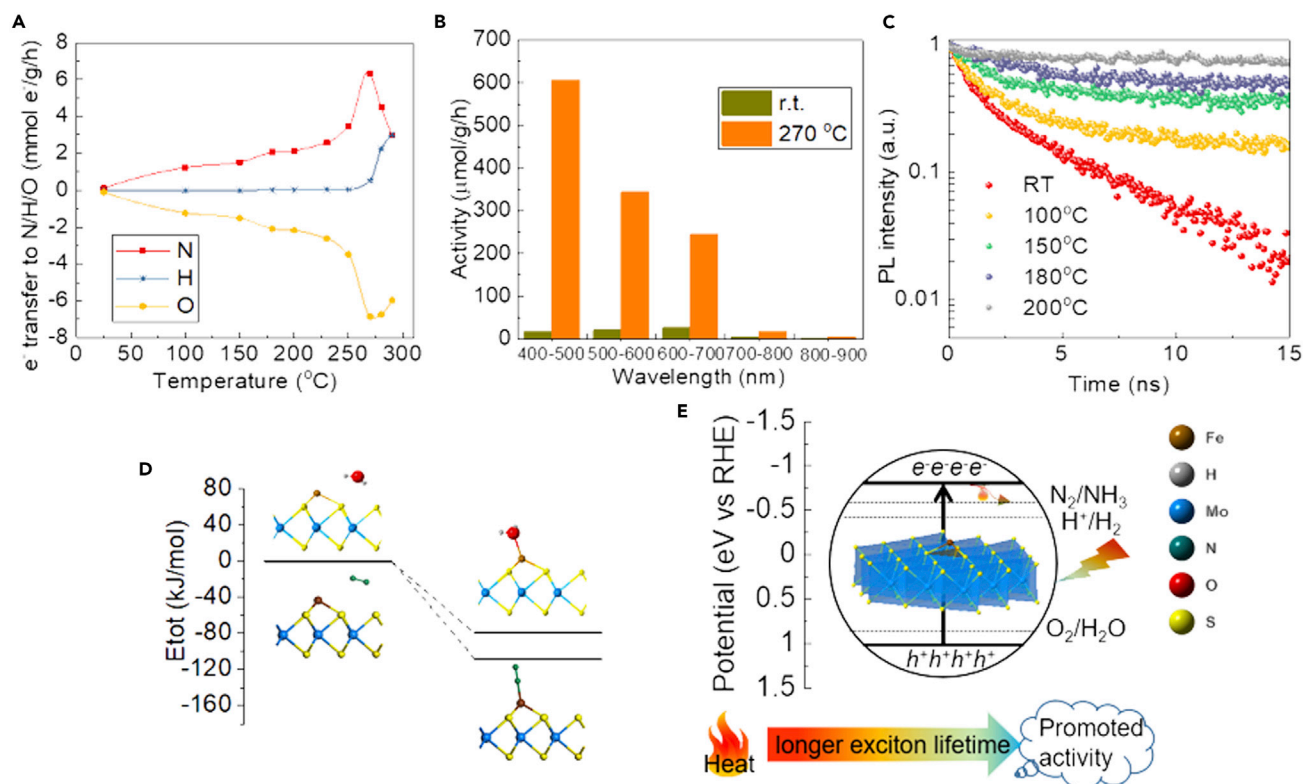 A
e⁻ transfer to N/H/O (mmol e⁻/g/h)
8
6
4
2
0
-2
-4
-6
-8
N
H
O
0 50 100 150 200 250 300
Temperature (°C)
B
Activity (μmol/g/h)
700
600
500
400
300
200
100
0
r.t.
270 °C
400-500 500-600 600-700 700-800 800-900
Wavelength (nm)
C
PL intensity (a.u.)
1
0.1
0.01
RT
100°C
150°C
180°C
200°C
0 5 10 15
Time (ns)
D
Etot (kJ/mol)
80
40
0
-40
-80
-120
-160
E
Potential (eV vs RHE)
-1.5
-1
-0.5
0
0.5
1
1.5
e⁻e⁻e⁻e⁻
N₂/NH₃
H⁺/H₂
O₂/H₂O
h⁺h⁺h⁺h⁺
Fe
H
Mo
N
O
S
Heat
longer exciton lifetime
Promoted
activity